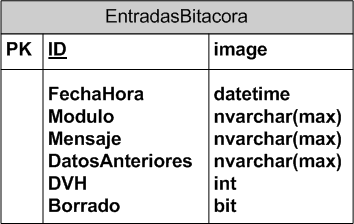 EntradasBitacora
PK ID image
FechaHora datetime
Modulo nvarchar(max)
Mensaje nvarchar(max)
DatosAnteriores nvarchar(max)
DVH int
Borrado bit